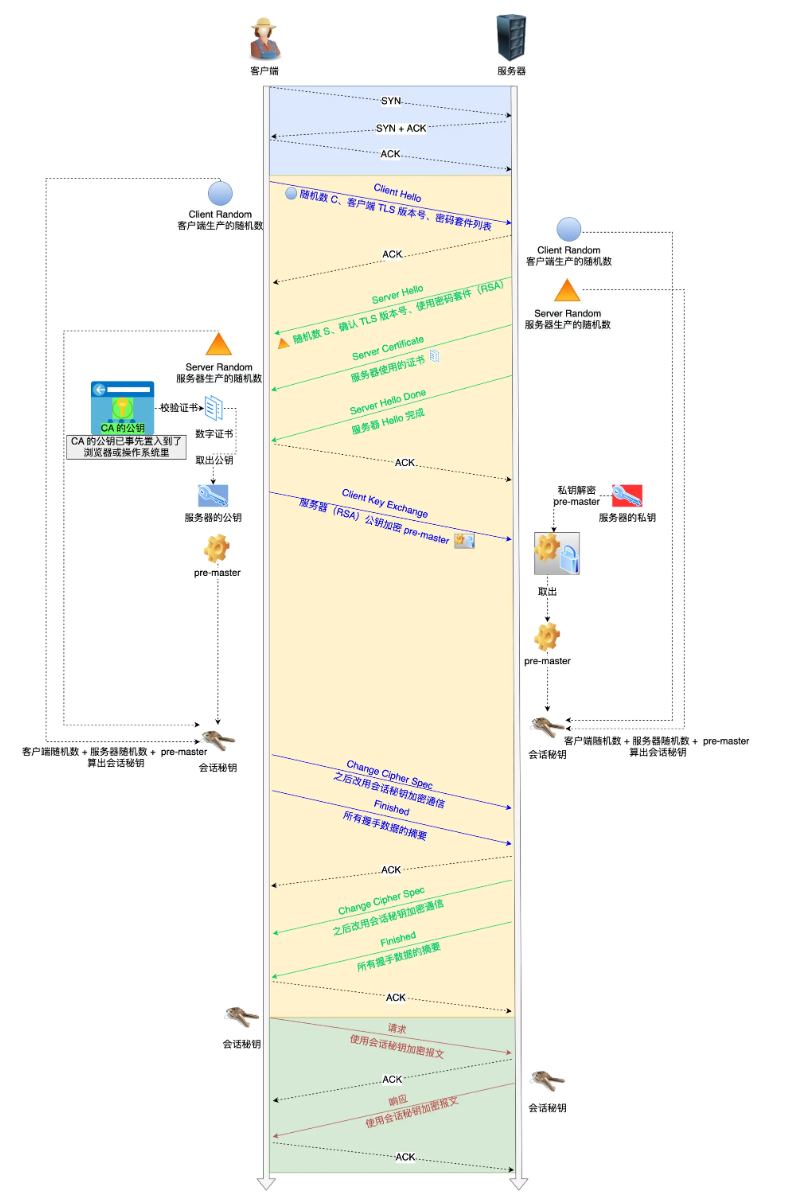 客户端
服务器
SYN
SYN + ACK
ACK
Client Hello
随机数 C、客户端 TLS 版本号、密码套件列表
Client Random
客户端生产的随机数
Client Random
客户端生产的随机数
ACK
Server Hello
随机数 S、确认 TLS 版本号、使用密码套件（RSA）
Server Random
服务器生产的随机数
Server Certificate
服务器使用的证书
Server Random
服务器生产的随机数
Server Hello Done
服务器 Hello 完成
CA 的公钥
校验证书
数字证书
CA 的公钥已事先置入到了
浏览器或操作系统里
取出公钥
ACK
Client Key Exchange
服务器（RSA）公钥加密 pre-master
私钥解密
pre-master
服务器的公钥
服务器的私钥
pre-master
取出
pre-master
客户端随机数 + 服务器随机数 + pre-master
算出会话秘钥
会话秘钥
会话秘钥
客户端随机数 + 服务器随机数 + pre-master
算出会话秘钥
Change Cipher Spec
之后改用会话秘钥加密通信
Finished
所有握手数据的摘要
ACK
Change Cipher Spec
之后改用会话秘钥加密通信
Finished
所有握手数据的摘要
ACK
会话秘钥
请求
使用会话秘钥加密报文
ACK
响应
使用会话秘钥加密报文
会话秘钥
ACK